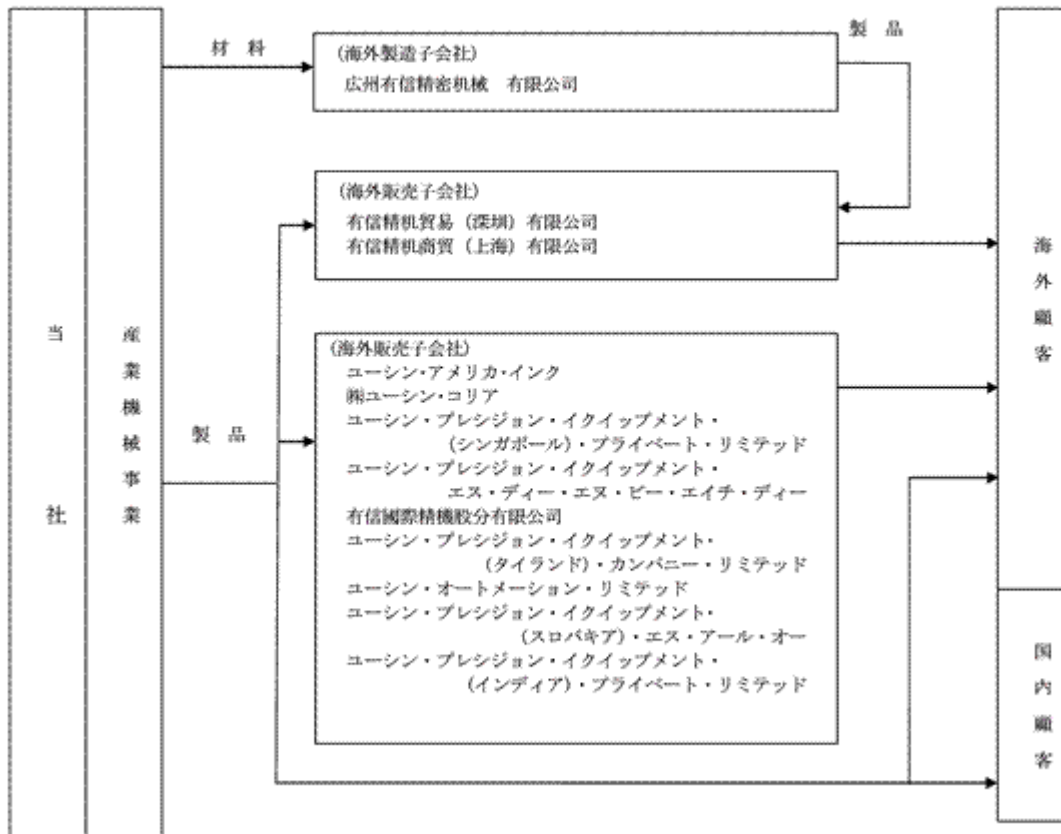 当社
産業機械事業
材 料
(海外製造子会社)
広州有信精密机械 有限公司
製 品
(海外販売子会社)
有信精机貿易(深圳)有限公司
有信精机商貿(上海)有限公司
製 品
(海外販売子会社)
ユーシン・アメリカ・インク
㈱ユーシン・コリア
ユーシン・プレシジョン・イクイップメント・
(シンガポール)・プライベート・リミテッド
ユーシン・プレシジョン・イクイップメント・
エス・ディー・エヌ・ビー・エイチ・ディー
有信國際精機股分有限公司
ユーシン・プレシジョン・イクイップメント・
(タイランド)・カンパニー・リミテッド
ユーシン・オートメーション・リミテッド
ユーシン・プレシジョン・イクイップメント・
(スロバキア)・エス・アール・オー
ユーシン・プレシジョン・イクイップメント・
(インディア)・プライベート・リミテッド
海外顧客
国内顧客